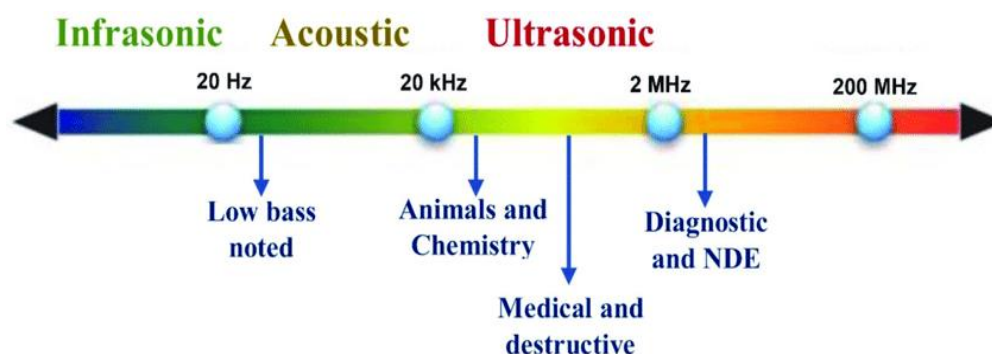 Infrasonic Acoustic Ultrasonic
20 Hz 20 kHz 2 MHz 200 MHz
Low bass
noted
Animals and
Chemistry
Diagnostic
and NDE
Medical and
destructive